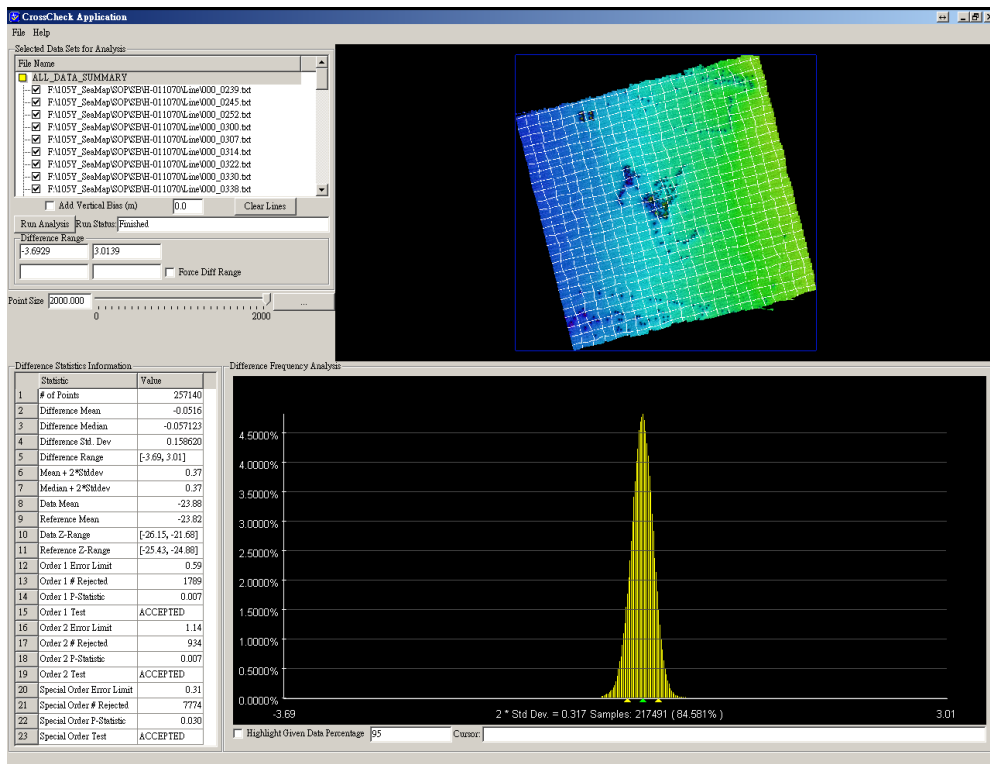 CrossCheck Application
File Help
Selected Data Sets for Analysis
File Name
ALL_DATA_SUMMARY
F:\105Y_SeaMap\SOP\SB\H-011070\Line\000_0239.txt
F:\105Y_SeaMap\SOP\SB\H-011070\Line\000_0245.txt
F:\105Y_SeaMap\SOP\SB\H-011070\Line\000_0252.txt
F:\105Y_SeaMap\SOP\SB\H-011070\Line\000_0300.txt
F:\105Y_SeaMap\SOP\SB\H-011070\Line\000_0307.txt
F:\105Y_SeaMap\SOP\SB\H-011070\Line\000_0314.txt
F:\105Y_SeaMap\SOP\SB\H-011070\Line\000_0322.txt
F:\105Y_SeaMap\SOP\SB\H-011070\Line\000_0330.txt
F:\105Y_SeaMap\SOP\SB\H-011070\Line\000_0338.txt
Add Vertical Bias (m) 0.0 Clear Lines
Run Analysis Run Status: Finished
Difference Range
-3.6929 3.0139
Force Diff Range
Point Size 2000.000 ...
0 2000
Difference Statistics Information
Statistic Value
1 # of Points 257140
2 Difference Mean -0.0516
3 Difference Median -0.057123
4 Difference Std. Dev 0.158620
5 Difference Range [-3.69, 3.01]
6 Mean + 2*Stddev 0.37
7 Median + 2*Stddev 0.37
8 Data Mean -23.88
9 Reference Mean -23.82
10 Data Z-Range [-26.15, -21.68]
11 Reference Z-Range [-25.43, -24.88]
12 Order 1 Error Limit 0.59
13 Order 1 # Rejected 1789
14 Order 1 P-Statistic 0.007
15 Order 1 Test ACCEPTED
16 Order 2 Error Limit 1.14
17 Order 2 # Rejected 934
18 Order 2 P-Statistic 0.007
19 Order 2 Test ACCEPTED
20 Special Order Error Limit 0.31
21 Special Order # Rejected 7774
22 Special Order P-Statistic 0.030
23 Special Order Test ACCEPTED
Difference Frequency Analysis
4.5000%
4.0000%
3.5000%
3.0000%
2.5000%
2.0000%
1.5000%
1.0000%
0.5000%
0.0000%
-3.69 2 * Std Dev. = 0.317 Samples: 217491 ( 84.581% ) 3.01
Highlight Given Data Percentage 95 Cursor: